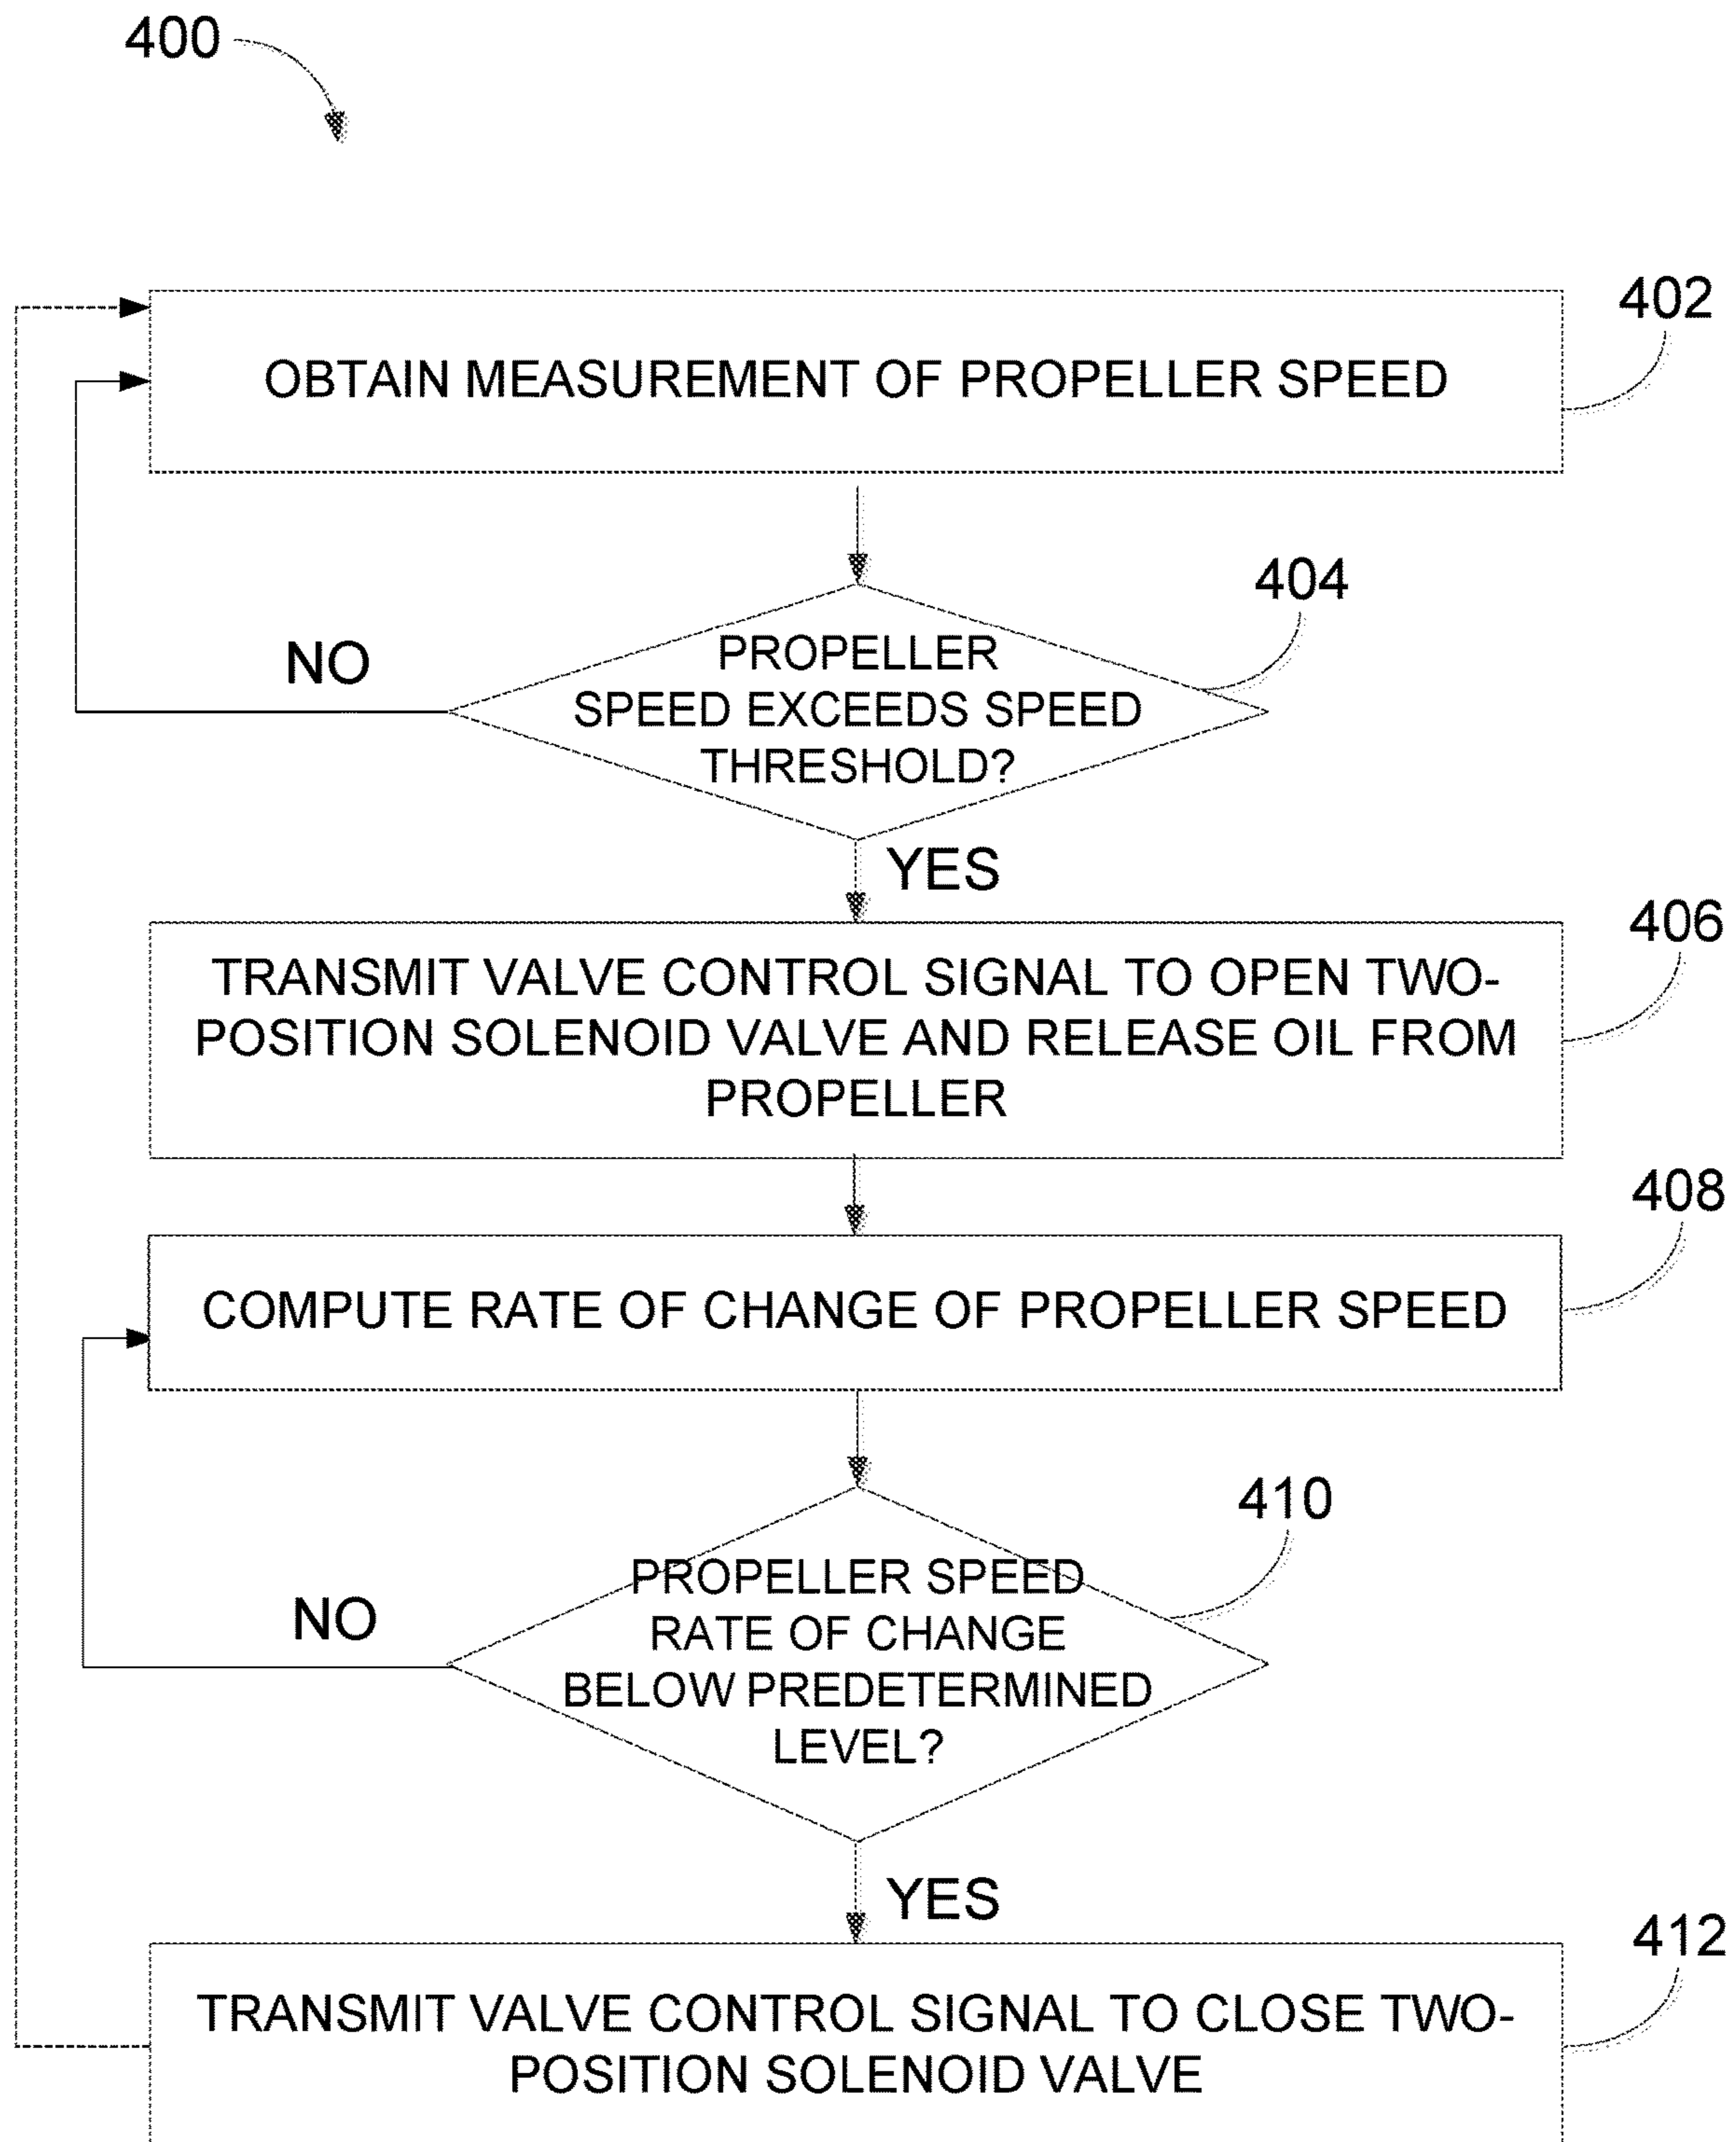 400
402
OBTAIN MEASUREMENT OF PROPELLER SPEED
404
PROPELLER
SPEED EXCEEDS SPEED
THRESHOLD?
NO
YES
406
TRANSMIT VALVE CONTROL SIGNAL TO OPEN TWO-
POSITION SOLENOID VALVE AND RELEASE OIL FROM
PROPELLER
408
COMPUTE RATE OF CHANGE OF PROPELLER SPEED
410
PROPELLER SPEED
RATE OF CHANGE
BELOW PREDETERMINED
LEVEL?
NO
YES
412
TRANSMIT VALVE CONTROL SIGNAL TO CLOSE TWO-
POSITION SOLENOID VALVE